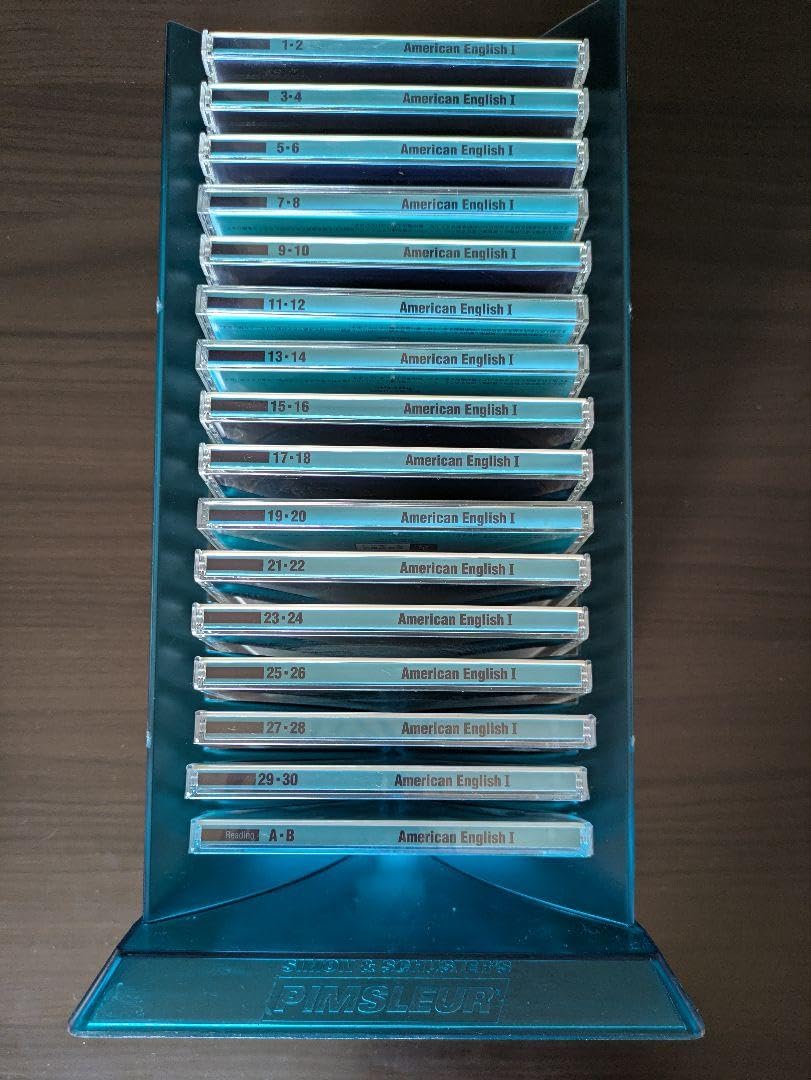 1·2 American English I
3·4 American English I
5·6 American English I
7·8 American English I
9·10 American English I
11·12 American English I
13·14 American English I
15·16 American English I
17·18 American English I
19·20 American English I
21·22 American English I
23·24 American English I
25·26 American English I
27·28 American English I
29·30 American English I
Reading A·B American English I
SIMON & SCHUSTER'S
PIMSLEUR